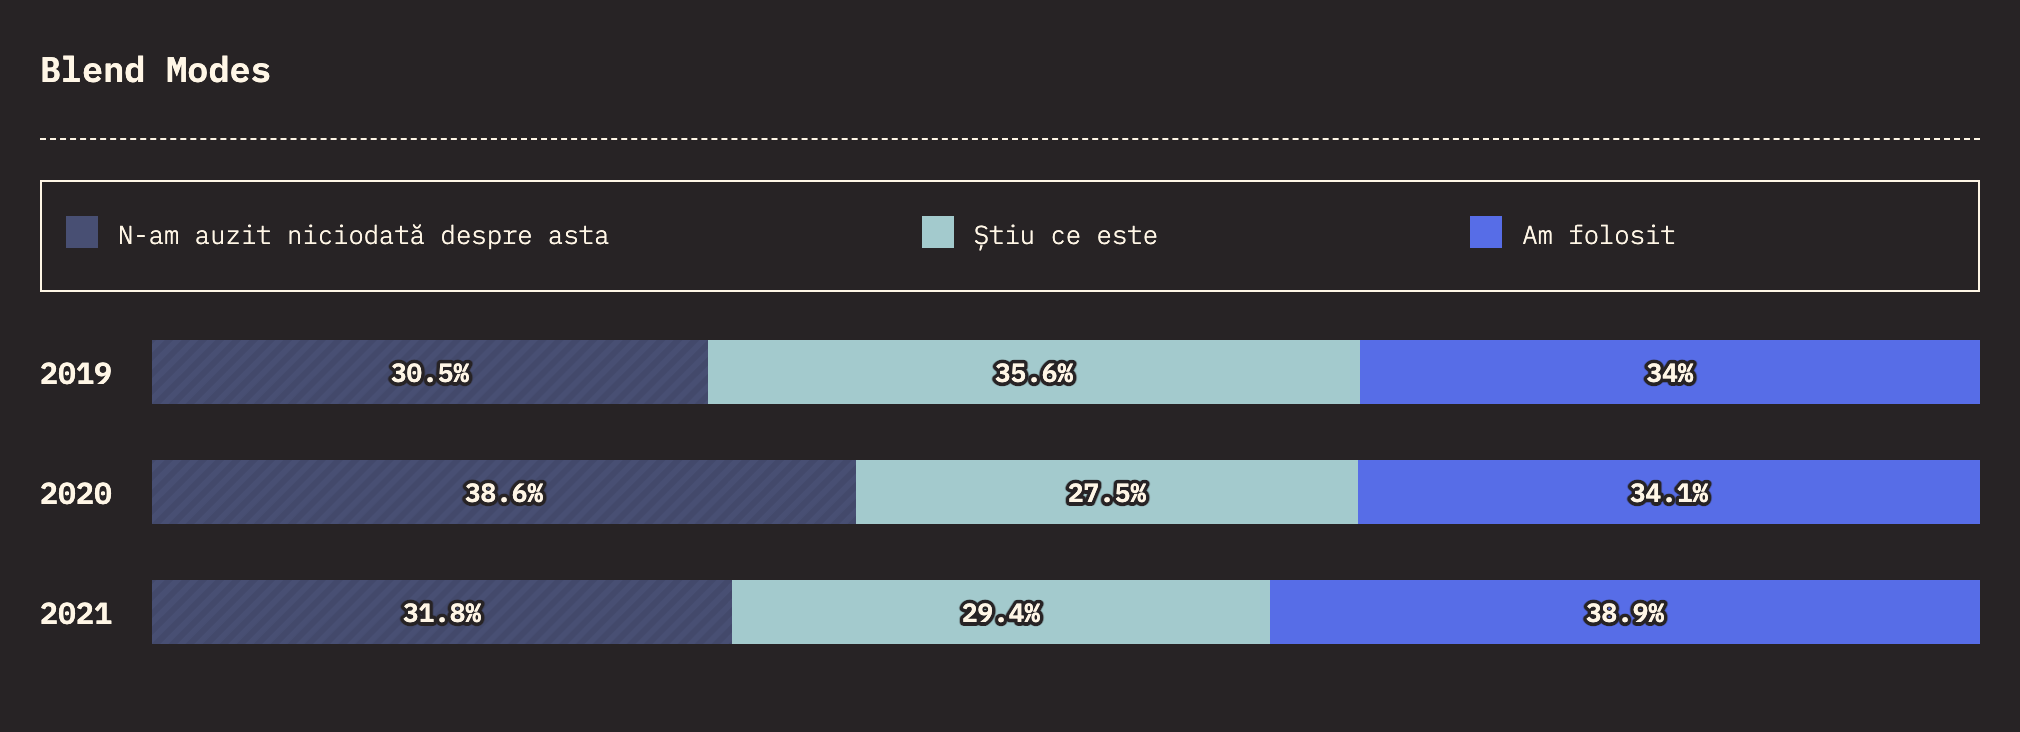 Blend Modes
N-am auzit niciodată despre asta Știu ce este Am folosit
2019 30.5% 35.6% 34%
2020 38.6% 27.5% 34.1%
2021 31.8% 29.4% 38.9%